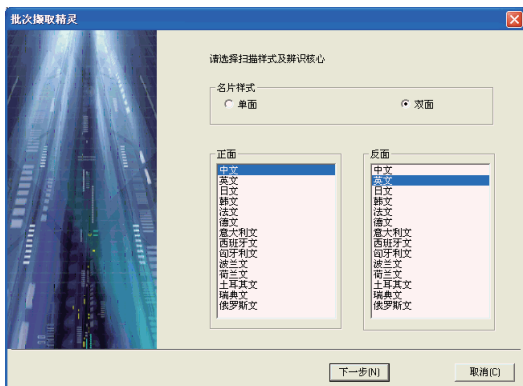 批次撷取精灵
请选择扫描样式及辨识核心
名片样式
单面
双面
正面
中文
英文
日文
韩文
法文
德文
意大利文
西班牙文
匈牙利文
波兰文
荷兰文
土耳其文
瑞典文
俄罗斯文
反面
中文
英文
日文
韩文
法文
德文
意大利文
西班牙文
匈牙利文
波兰文
荷兰文
土耳其文
瑞典文
俄罗斯文
下一步(N)
取消(C)